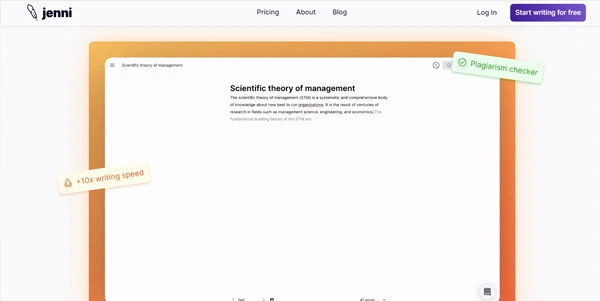 jenni
Pricing
About
Blog
Log In
Start writing for free
Scientific theory of management
Plagiarism checker
Scientific theory of management
The scientific theory of management (STM) is a systematic and comprehensive body
of knowledge about how best to run organisations. It is the result of centuries of
research in fields such as management science, engineering, and economics. The
fundamental building blocks of the STM are
+10x writing speed
Text
41 words